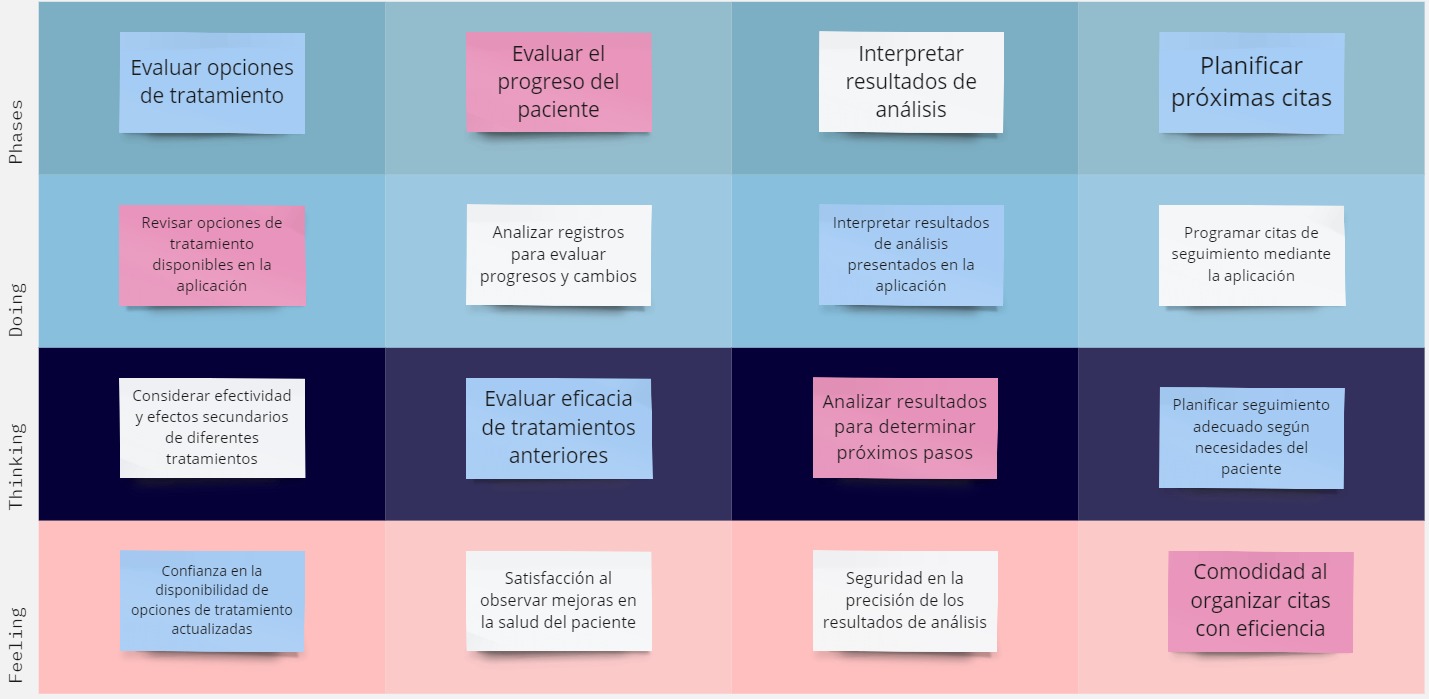 Phases
Evaluar opciones
de tratamiento
Evaluar el
progreso del
paciente
Interpretar
resultados de
análisis
Planificar
próximas citas
Doing
Revisar opciones de
tratamiento
disponibles en la
aplicación
Analizar registros
para evaluar
progresos y cambios
Interpretar resultados
de análisis
presentados en la
aplicación
Programar citas de
seguimiento mediante
la aplicación
Thinking
Considerar efectividad
y efectos secundarios
de diferentes
tratamientos
Evaluar eficacia
de tratamientos
anteriores
Analizar resultados
para determinar
próximos pasos
Planificar seguimiento
adecuado según
necesidades del
paciente
Feeling
Confianza en la
disponibilidad de
opciones de tratamiento
actualizadas
Satisfacción al
observar mejoras en
la salud del paciente
Seguridad en la
precisión de los
resultados de análisis
Comodidad al
organizar citas
con eficiencia